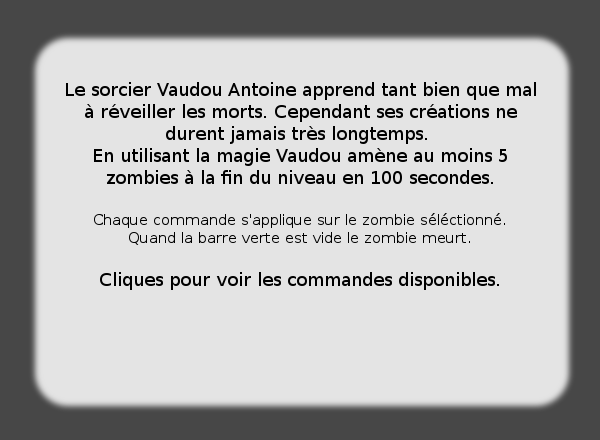 Le sorcier Vaudou Antoine apprend tant bien que mal
à réveiller les morts. Cependant ses créations ne
durent jamais très longtemps.
En utilisant la magie Vaudou amène au moins 5
zombies à la fin du niveau en 100 secondes.
Chaque commande s'applique sur le zombie séléctionné.
Quand la barre verte est vide le zombie meurt.
Cliques pour voir les commandes disponibles.